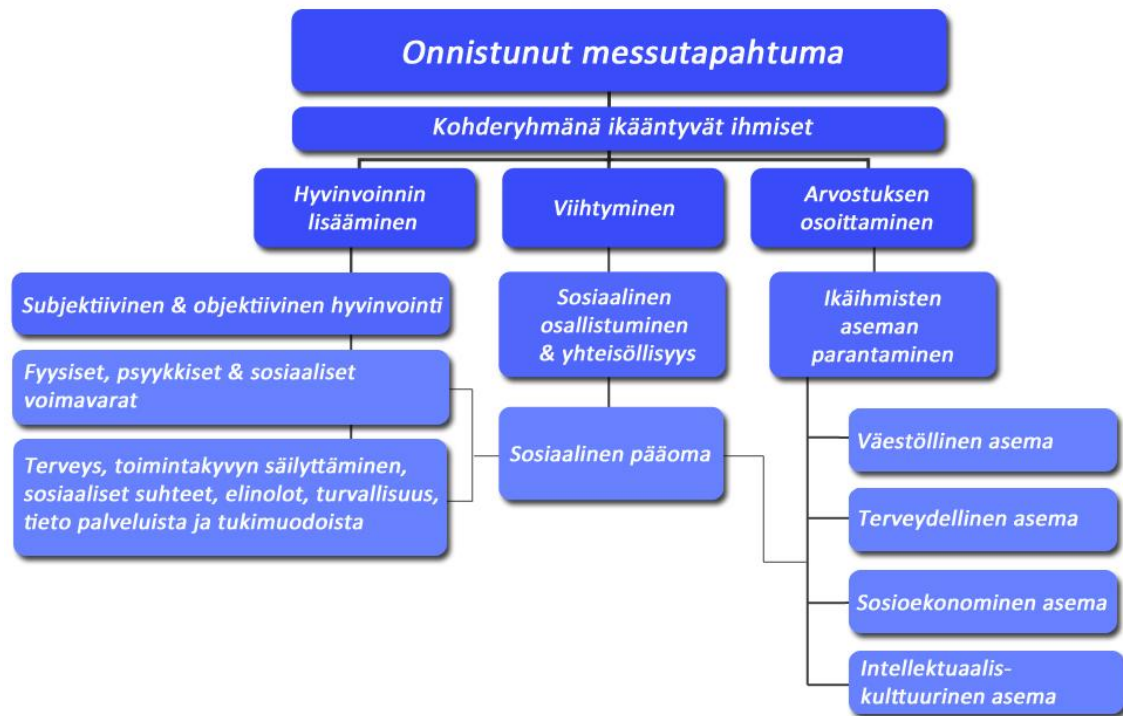 Onnistunut messutapahtuma
Kohderyhmänä ikääntyvät ihmiset
Hyvinvoinnin
lisääminen
Viihtyminen
Arvostuksen
osoittaminen
Subjektiivinen & objektiivinen hyvinvointi
Sosiaalinen
osallistuminen
& yhteisöllisyys
Ikäihmisten
aseman
parantaminen
Fyysiset, psyykkiset & sosiaaliset
voimavarat
Terveys, toimintakyvyn säilyttäminen,
sosiaaliset suhteet, elinolot, turvallisuus,
tieto palveluista ja tukimuodoista
Sosiaalinen pääoma
Väestöllinen asema
Terveydellinen asema
Sosioekonominen asema
Intellektuaalis-
kulttuurinen asema